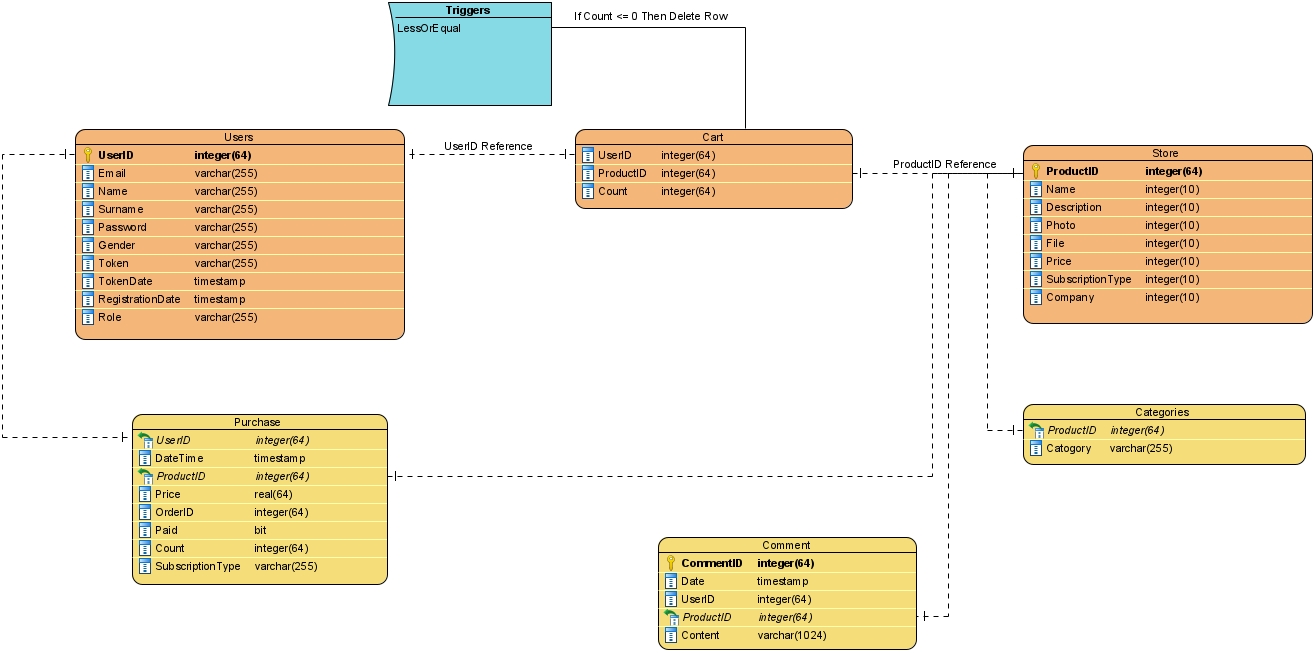 Triggers
LessOrEqual
If Count <= 0 Then Delete Row
Users
UserID integer(64)
Email varchar(255)
Name varchar(255)
Surname varchar(255)
Password varchar(255)
Gender varchar(255)
Token varchar(255)
TokenDate timestamp
RegistrationDate timestamp
Role varchar(255)
UserID Reference
Cart
UserID integer(64)
ProductID integer(64)
Count integer(64)
ProductID Reference
Store
ProductID integer(64)
Name integer(10)
Description integer(10)
Photo integer(10)
File integer(10)
Price integer(10)
SubscriptionType integer(10)
Company integer(10)
Purchase
UserID integer(64)
DateTime timestamp
ProductID integer(64)
Price real(64)
OrderID integer(64)
Paid bit
Count integer(64)
SubscriptionType varchar(255)
Categories
ProductID integer(64)
Catogory varchar(255)
Comment
CommentID integer(64)
Date timestamp
UserID integer(64)
ProductID integer(64)
Content varchar(1024)